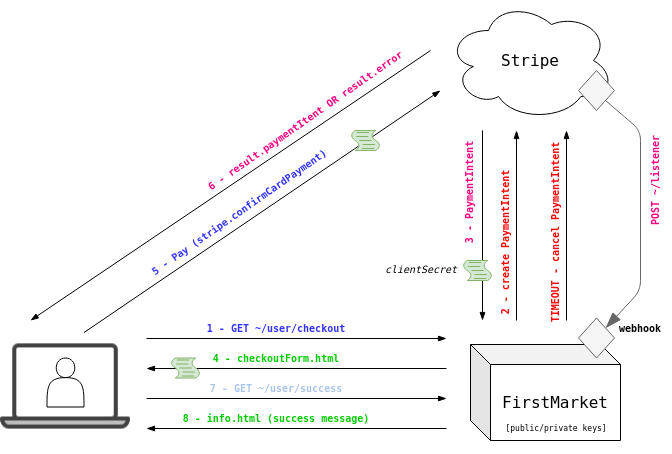 Stripe
6 - result.paymentItent OR result.error
5 - Pay (stripe.confirmCardPayment)
3 - PaymentIntent
2 - create PaymentIntent
TIMEOUT - cancel PaymentIntent
POST ~/listener
clientSecret
webhook
1 - GET ~/user/checkout
4 - checkoutForm.html
7 - GET ~/user/success
8 - info.html (success message)
FirstMarket
[public/private keys]